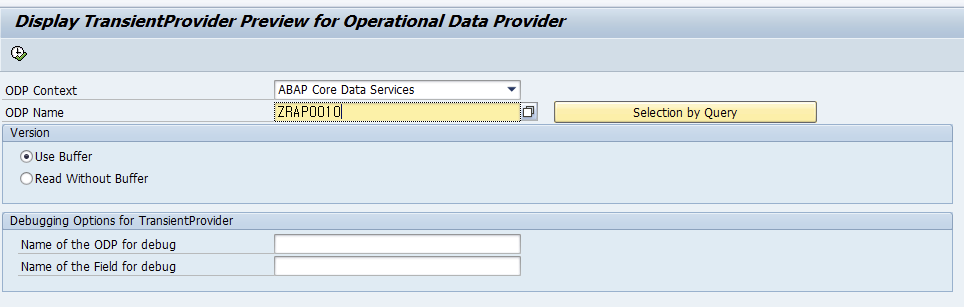 Display TransientProvider Preview for Operational Data Provider
ODP Context ABAP Core Data Services
ODP Name ZRAP0010 Selection by Query
Version
Use Buffer
Read Without Buffer
Debugging Options for TransientProvider
Name of the ODP for debug
Name of the Field for debug